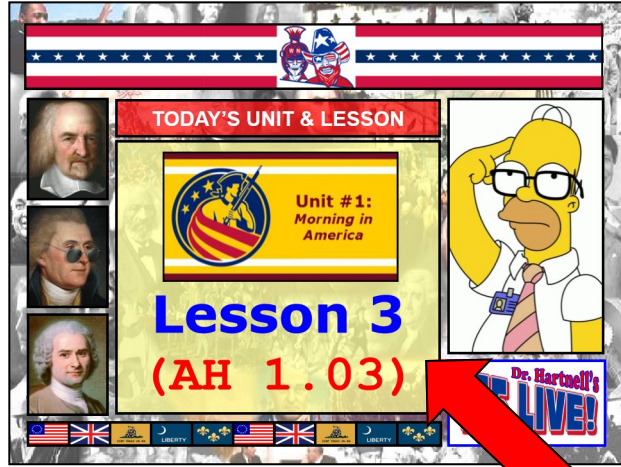 TODAY'S UNIT & LESSON
Unit #1:
Morning in
America
Lesson 3
(AH 1.03)
Dr. Hartnell's
LIVE!
LIBERTY
LIBERTY